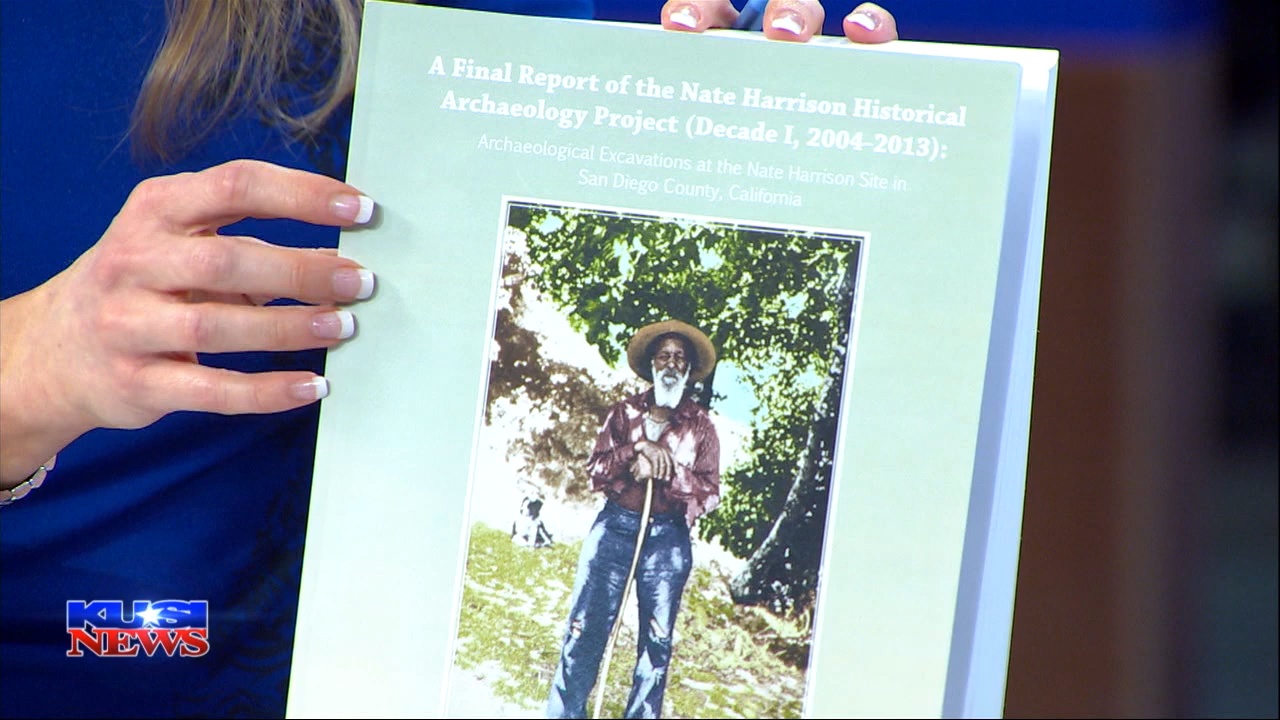 A Final Report of the Nate Harrison Historical
Archaeology Project (Decade I, 2004-2013):
Archaeological Excavations at the Nate Harrison Site in
San Diego County, California
KUSI
NEWS